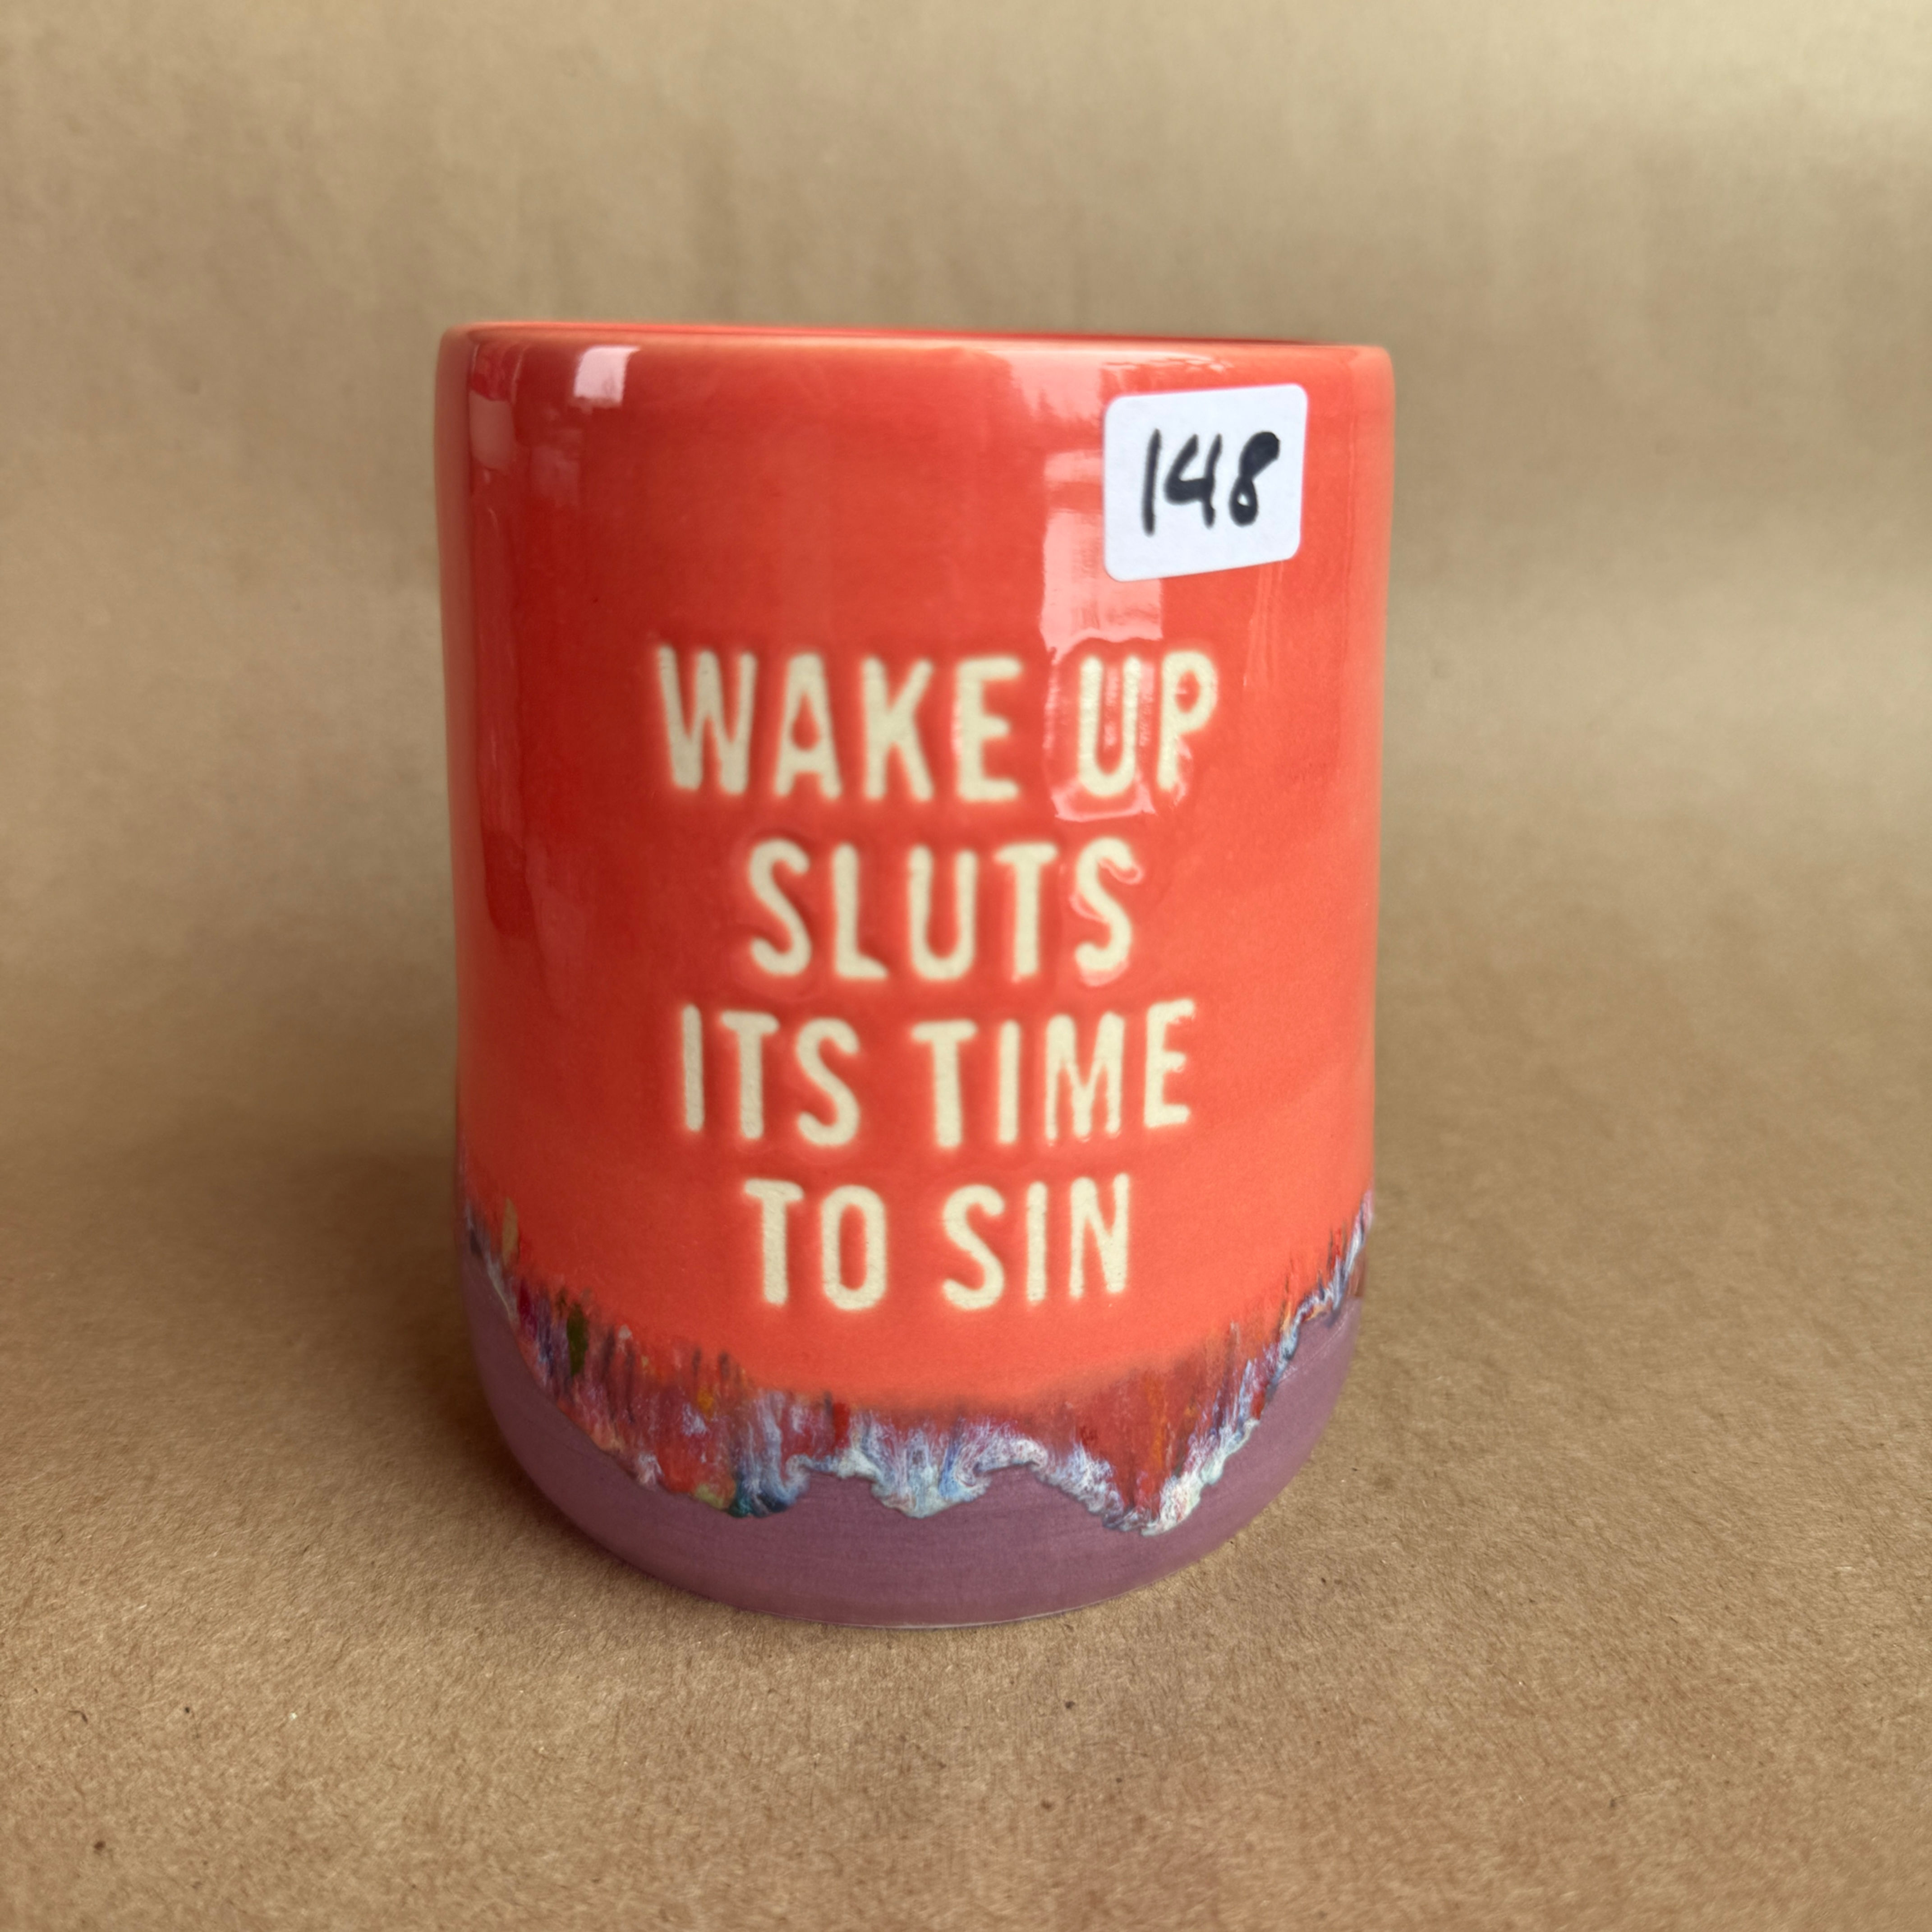 148
WAKE UP
SLUTS
ITS TIME
TO SIN